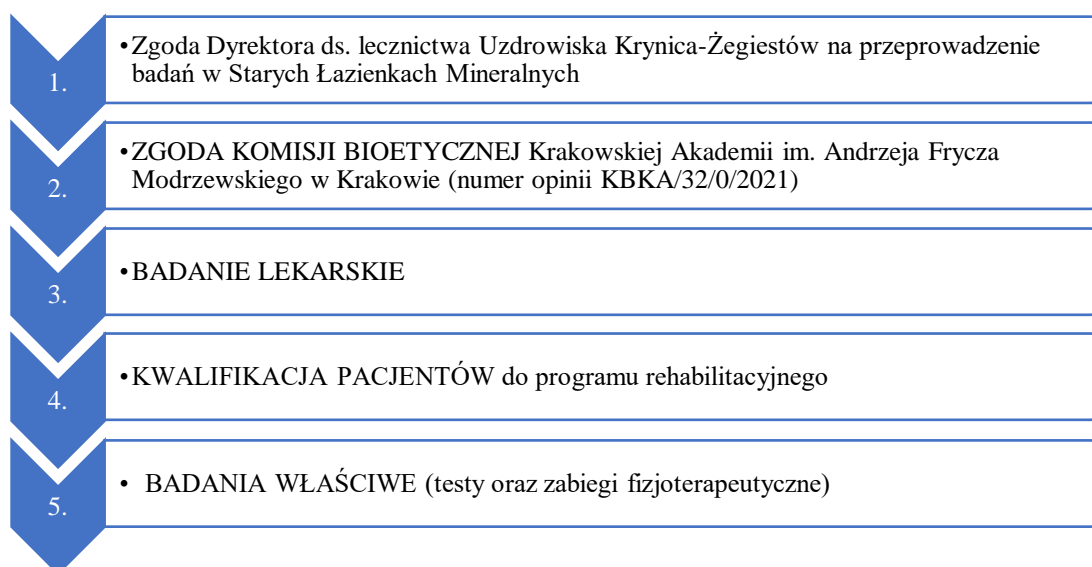 1.
•Zgoda Dyrektora ds. lecznictwa Uzdrowiska Krynica-Żegiestów na przeprowadzenie
badań w Starych Łazienkach Mineralnych
2.
•ZGODA KOMISJI BIOETYCZNEJ Krakowskiej Akademii im. Andrzeja Frycza
Modrzewskiego w Krakowie (numer opinii KBKA/32/0/2021)
3.
•BADANIE LEKARSKIE
4.
•KWALIFIKACJA PACJENTÓW do programu rehabilitacyjnego
5.
• BADANIA WŁAŚCIWE (testy oraz zabiegi fizjoterapeutyczne)